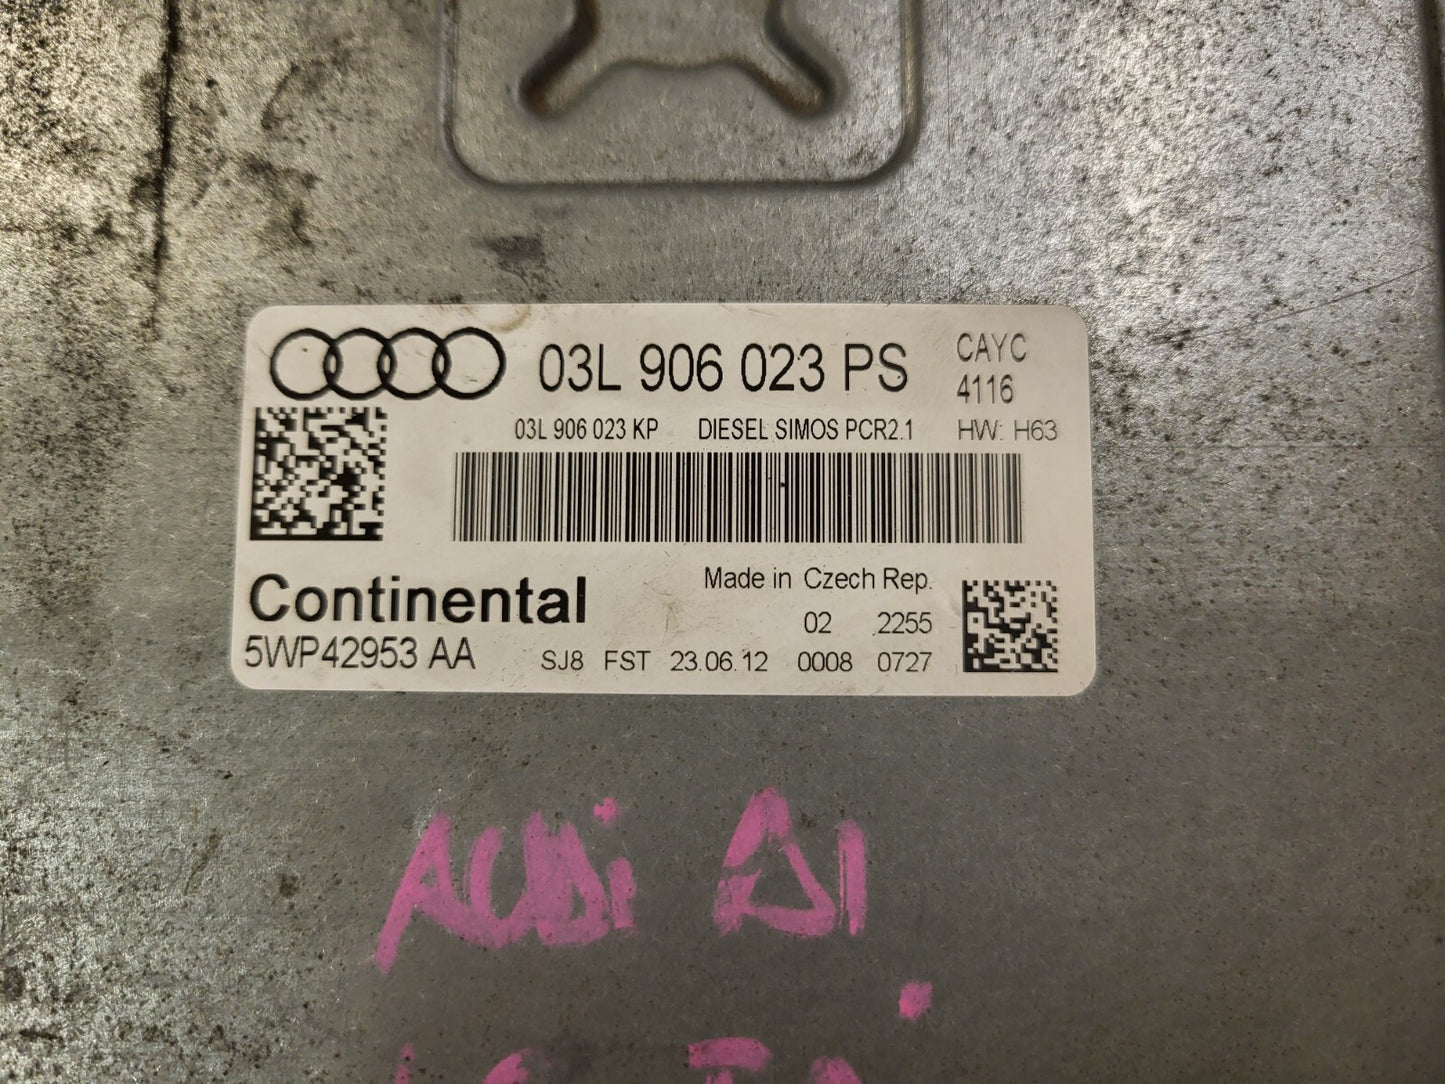 03L 906 023 PS CAYC
4116
03L 906 023 KP DIESEL SIMOS PCR2.1 HW: H63
Continental
Made in Czech Rep.
02 2255
5WP42953 AA SJ8 FST 23.06.12 0008 0727
AUDi A1